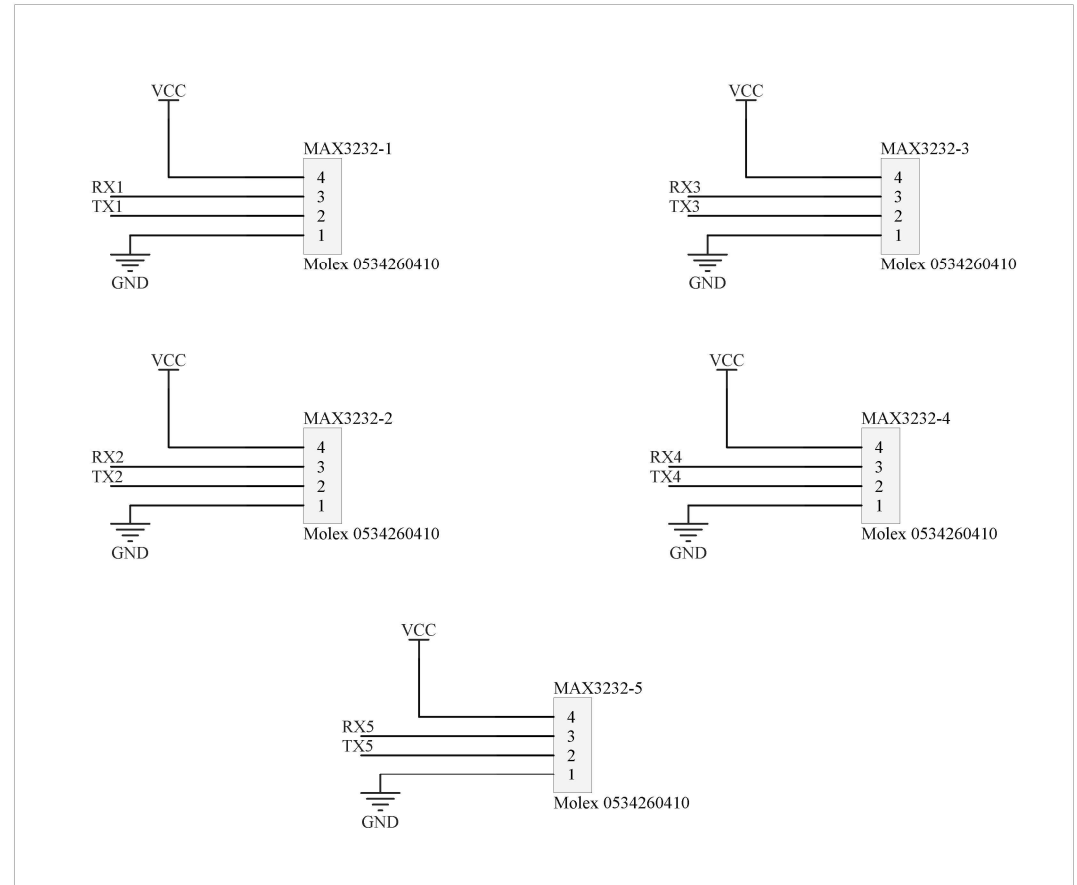 VCC
MAX3232-1
4
RX1
3
TX1
2
1
Molex 0534260410
GND
VCC
MAX3232-3
4
RX3
3
TX3
2
1
Molex 0534260410
GND
VCC
MAX3232-2
4
RX2
3
TX2
2
1
Molex 0534260410
GND
VCC
MAX3232-4
4
RX4
3
TX4
2
1
Molex 0534260410
GND
VCC
MAX3232-5
4
RX5
3
TX5
2
1
Molex 0534260410
GND